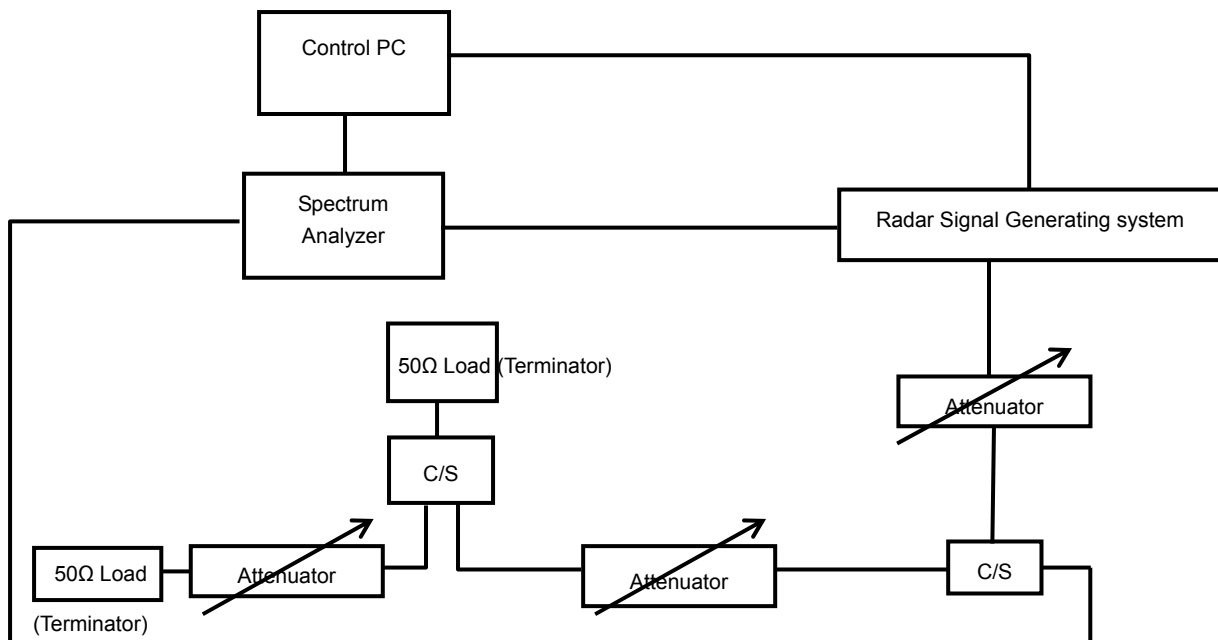 Control PC
Spectrum
Analyzer
Radar Signal Generating system
50Ω Load (Terminator)
Attenuator
C/S
50Ω Load
(Terminator)
Attenuator
Attenuator
C/S